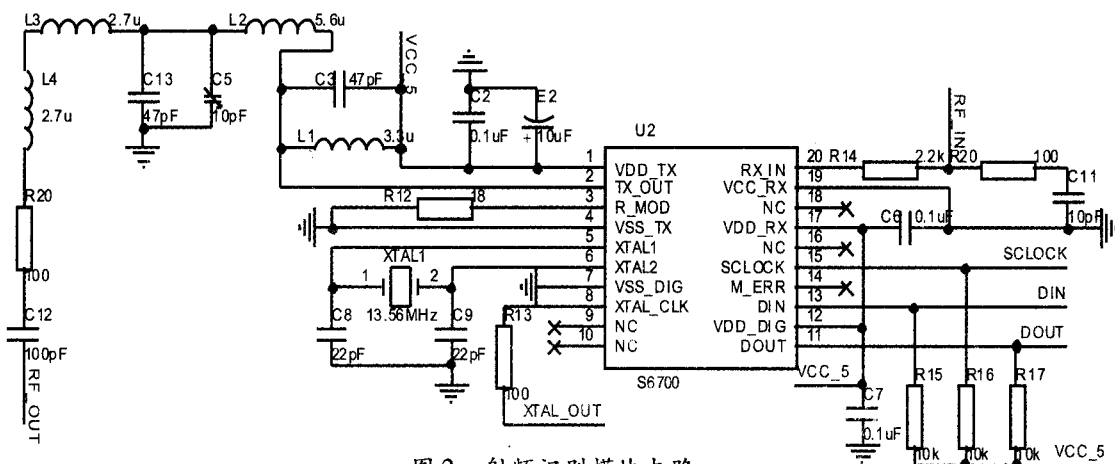 L3
2.7u
L2
5.6u
L4
2.7u
C13
47pF
C5
10pF
C3
47pF
VCC_5
L1
3.3u
C2
0.1uF
E2
+
10uF
U2
1
2
3
4
5
6
7
8
9
10
VDD_TX
TX_OUT
R_MOD
VSS_TX
XTAL1
XTAL2
VSS_DIG
XTAL_CLK
NC
NC
RX_IN
VCC_RX
NC
VDD_RX
NC
SCLOCK
M_ERR
DIN
VDD_DIG
DOUT
20
19
18
17
16
15
14
13
12
11
S6700
R14
2.2k
RF_IN
R20
100
C11
10pF
C6
0.1uF
SCLOCK
DIN
DOUT
R12
18
R20
100
C12
100pF
RF_OUT
XTAL1
1
2
13.56MHz
C8
22pF
C9
22pF
R13
100
XTAL_OUT
VCC_5
C7
0.1uF
R15
10k
R16
10k
R17
10k
VCC_5